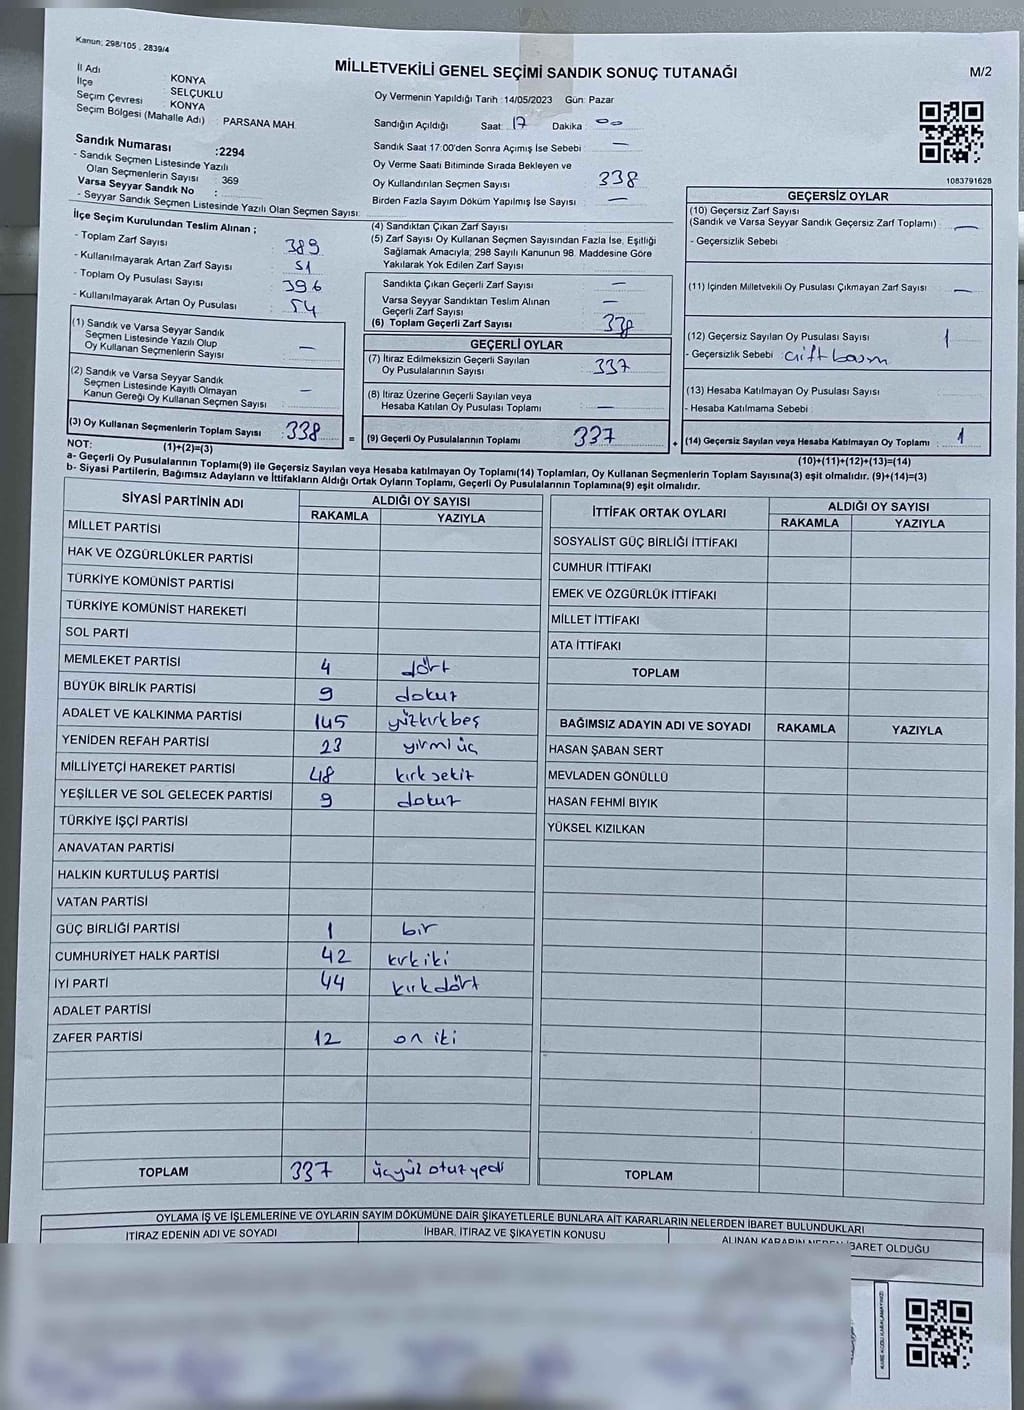 Kanun; 298/105 , 2839/4
MİLLETVEKİLİ GENEL SEÇİMİ SANDIK SONUÇ TUTANAĞI
M/2
İl Adı KONYA
İlçe SELÇUKLU
Seçim Çevresi KONYA
Seçim Bölgesi (Mahalle Adı) : PARSANA MAH.
Sandık Numarası :2294
- Sandık Seçmen Listesinde Yazılı
Olan Seçmenlerin Sayısı : 369
Varsa Seyyar Sandık No :
- Seyyar Sandık Seçmen Listesinde Yazılı Olan Seçmen Sayısı:
Oy Vermenin Yapıldığı Tarih :14/05/2023 Gün: Pazar
Sandığın Açıldığı Saat: 17 Dakika : 00
Sandık Saat 17:00'den Sonra Açımış İse Sebebi : —
Oy Verme Saati Bitiminde Sırada Bekleyen ve
Oy Kullandırılan Seçmen Sayısı 338
Birden Fazla Sayım Döküm Yapılmış İse Sayısı : —
1083791628
İlçe Seçim Kurulundan Teslim Alınan ;
- Toplam Zarf Sayısı : 389
- Kullanılmayarak Artan Zarf Sayısı : 51
- Toplam Oy Pusulası Sayısı : 396
- Kullanılmayarak Artan Oy Pusulası : 54
(1) Sandık ve Varsa Seyyar Sandık
Seçmen Listesinde Yazılı Olup
Oy Kullanan Seçmenlerin Sayısı : —
(2) Sandık ve Varsa Seyyar Sandık
Seçmen Listesinde Kayıtlı Olmayan
Kanun Gereği Oy Kullanan Seçmen Sayısı : —
(3) Oy Kullanan Seçmenlerin Toplam Sayısı : 338 =
(1)+(2)=(3)
(4) Sandıktan Çıkan Zarf Sayısı :
(5) Zarf Sayısı Oy Kullanan Seçmen Sayısından Fazla İse, Eşitliği
Sağlamak Amacıyla; 298 Sayılı Kanunun 98. Maddesine Göre
Yakılarak Yok Edilen Zarf Sayısı :
Sandıkta Çıkan Geçerli Zarf Sayısı : —
Varsa Seyyar Sandıktan Teslim Alınan
Geçerli Zarf Sayısı : —
(6) Toplam Geçerli Zarf Sayısı : 338
GEÇERLİ OYLAR
(7) İtiraz Edilmeksizin Geçerli Sayılan
Oy Pusulalarının Sayısı : 337
(8) İtiraz Üzerine Geçerli Sayılan veya
Hesaba Katılan Oy Pusulası Toplamı : —
(9) Geçerli Oy Pusulalarının Toplamı : 337 +
GEÇERSİZ OYLAR
(10) Geçersiz Zarf Sayısı
(Sandık ve Varsa Seyyar Sandık Geçersiz Zarf Toplamı) : —
- Geçersizlik Sebebi :
(11) İçinden Milletvekili Oy Pusulası Çıkmayan Zarf Sayısı : —
(12) Geçersiz Sayılan Oy Pusulası Sayısı : 1
- Geçersizlik Sebebi :
(13) Hesaba Katılmayan Oy Pusulası Sayısı :
- Hesaba Katılmama Sebebi :
(14) Geçersiz Sayılan veya Hesaba Katılmayan Oy Toplamı : 1
(10)+(11)+(12)+(13)=(14)
NOT:
a- Geçerli Oy Pusulalarının Toplamı(9) ile Geçersiz Sayılan veya Hesaba katılmayan Oy Toplamı(14) Toplamları, Oy Kullanan Seçmenlerin Toplam Sayısına(3) eşit olmalıdır. (9)+(14)=(3)
b- Siyasi Partilerin, Bağımsız Adayların ve İttifakların Aldığı Ortak Oyların Toplamı, Geçerli Oy Pusulalarının Toplamına(9) eşit olmalıdır.
SİYASİ PARTİNİN ADI ALDIĞI OY SAYISI
RAKAMLA YAZIYLA
MİLLET PARTİSİ
HAK VE ÖZGÜRLÜKLER PARTİSİ
TÜRKİYE KOMÜNİST PARTİSİ
TÜRKİYE KOMÜNİST HAREKETİ
SOL PARTİ
MEMLEKET PARTİSİ 4 dört
BÜYÜK BİRLİK PARTİSİ 9 dokuz
ADALET VE KALKINMA PARTİSİ 145 yüzkırkbeş
YENİDEN REFAH PARTİSİ 23 yirmi üç
MİLLİYETÇİ HAREKET PARTİSİ 48 kırk sekiz
YEŞİLLER VE SOL GELECEK PARTİSİ 9 dokuz
TÜRKİYE İŞÇİ PARTİSİ
ANAVATAN PARTİSİ
HALKIN KURTULUŞ PARTİSİ
VATAN PARTİSİ
GÜÇ BİRLİĞİ PARTİSİ 1 bir
CUMHURİYET HALK PARTİSİ 42 kırkiki
İYİ PARTİ 44 kırkdört
ADALET PARTİSİ
ZAFER PARTİSİ 12 on iki
TOPLAM 337 üçyüz otuz yedi
İTTİFAK ORTAK OYLARI ALDIĞI OY SAYISI
RAKAMLA YAZIYLA
SOSYALİST GÜÇ BİRLİĞİ İTTİFAKI
CUMHUR İTTİFAKI
EMEK VE ÖZGÜRLÜK İTTİFAKI
MİLLET İTTİFAKI
ATA İTTİFAKI
TOPLAM
BAĞIMSIZ ADAYIN ADI VE SOYADI RAKAMLA YAZIYLA
HASAN ŞABAN SERT
MEVLADEN GÖNÜLLÜ
HASAN FEHMİ BIYIK
YÜKSEL KIZILKAN
TOPLAM
OYLAMA İŞ VE İŞLEMLERİNE VE OYLARIN SAYIM DÖKÜMÜNE DAİR ŞİKAYETLERLE BUNLARA AİT KARARLARIN NELERDEN İBARET BULUNDUKLARI
İTİRAZ EDENİN ADI VE SOYADI İHBAR, İTİRAZ VE ŞİKAYETİN KONUSU ALINAN KARARIN İBARET OLDUĞU